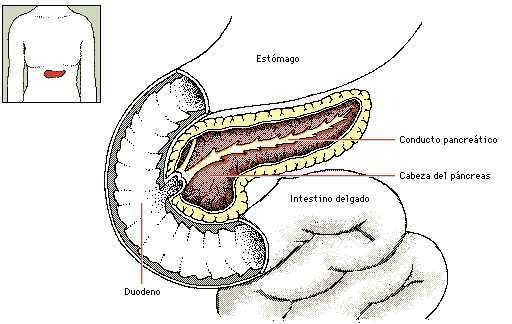 Estómago
Conducto pancreático
Cabeza del páncreas
Intestino delgado
Duodeno